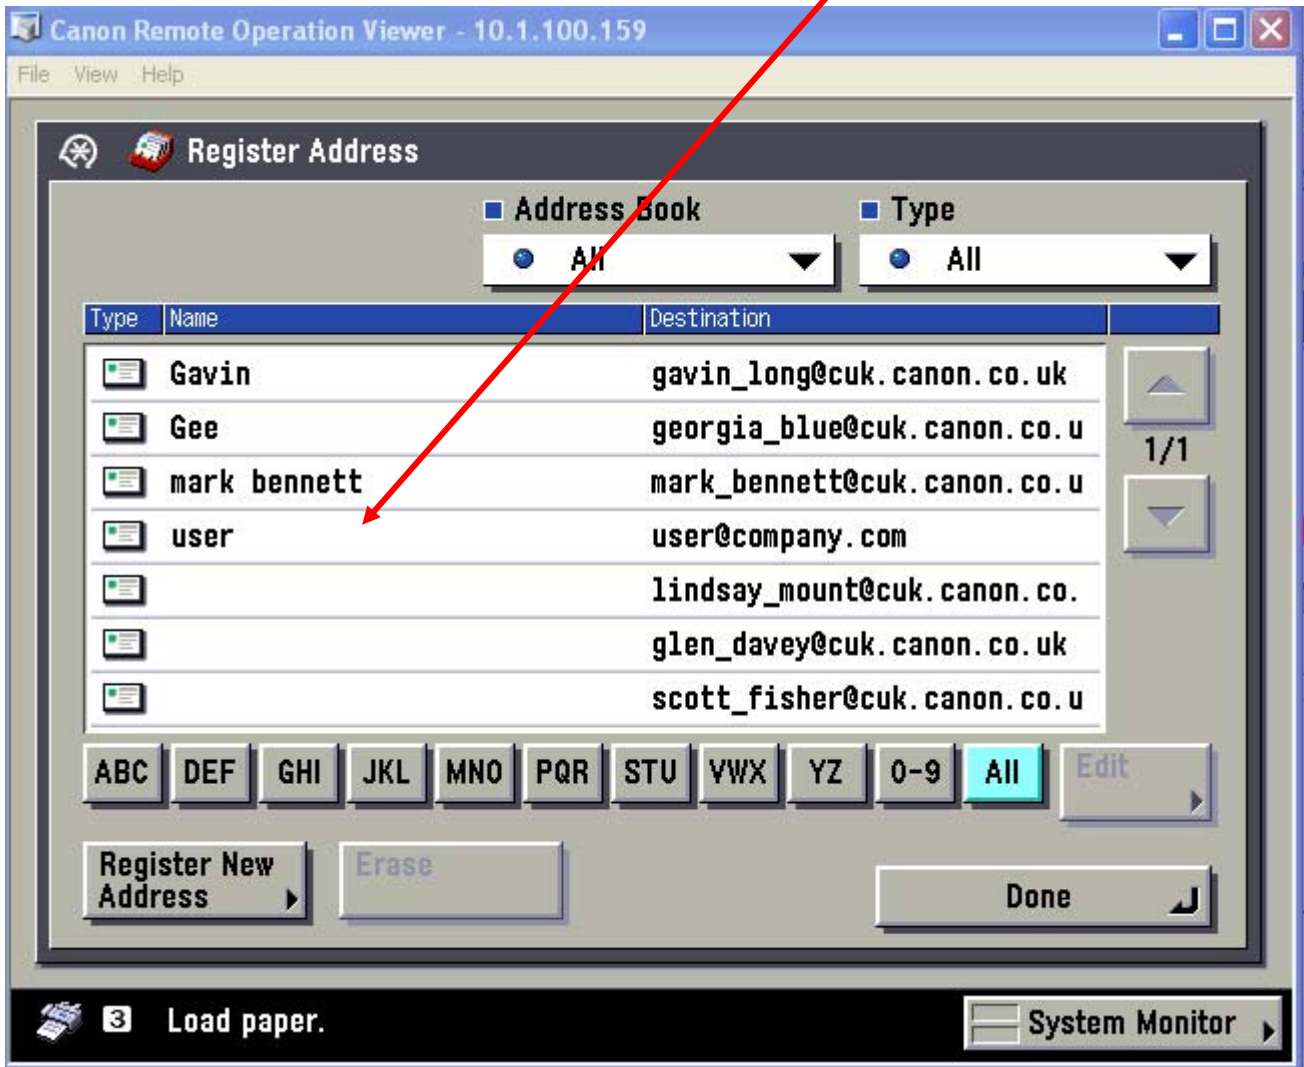 Canon Remote Operation Viewer - 10.1.100.159
File View Help
Register Address
Address Book Type
All All
Type Name Destination
Gavin gavin_long@cuk.canon.co.uk
Gee georgia_blue@cuk.canon.co.u
1/1
mark bennett mark_bennett@cuk.canon.co.u
user user@company.com
lindsay_mount@cuk.canon.co.
glen_davey@cuk.canon.co.uk
scott_fisher@cuk.canon.co.u
ABC DEF GHI JKL MNO PQR STU VWX YZ 0-9 All Edit
Register New Address Erase Done
3 Load paper. System Monitor